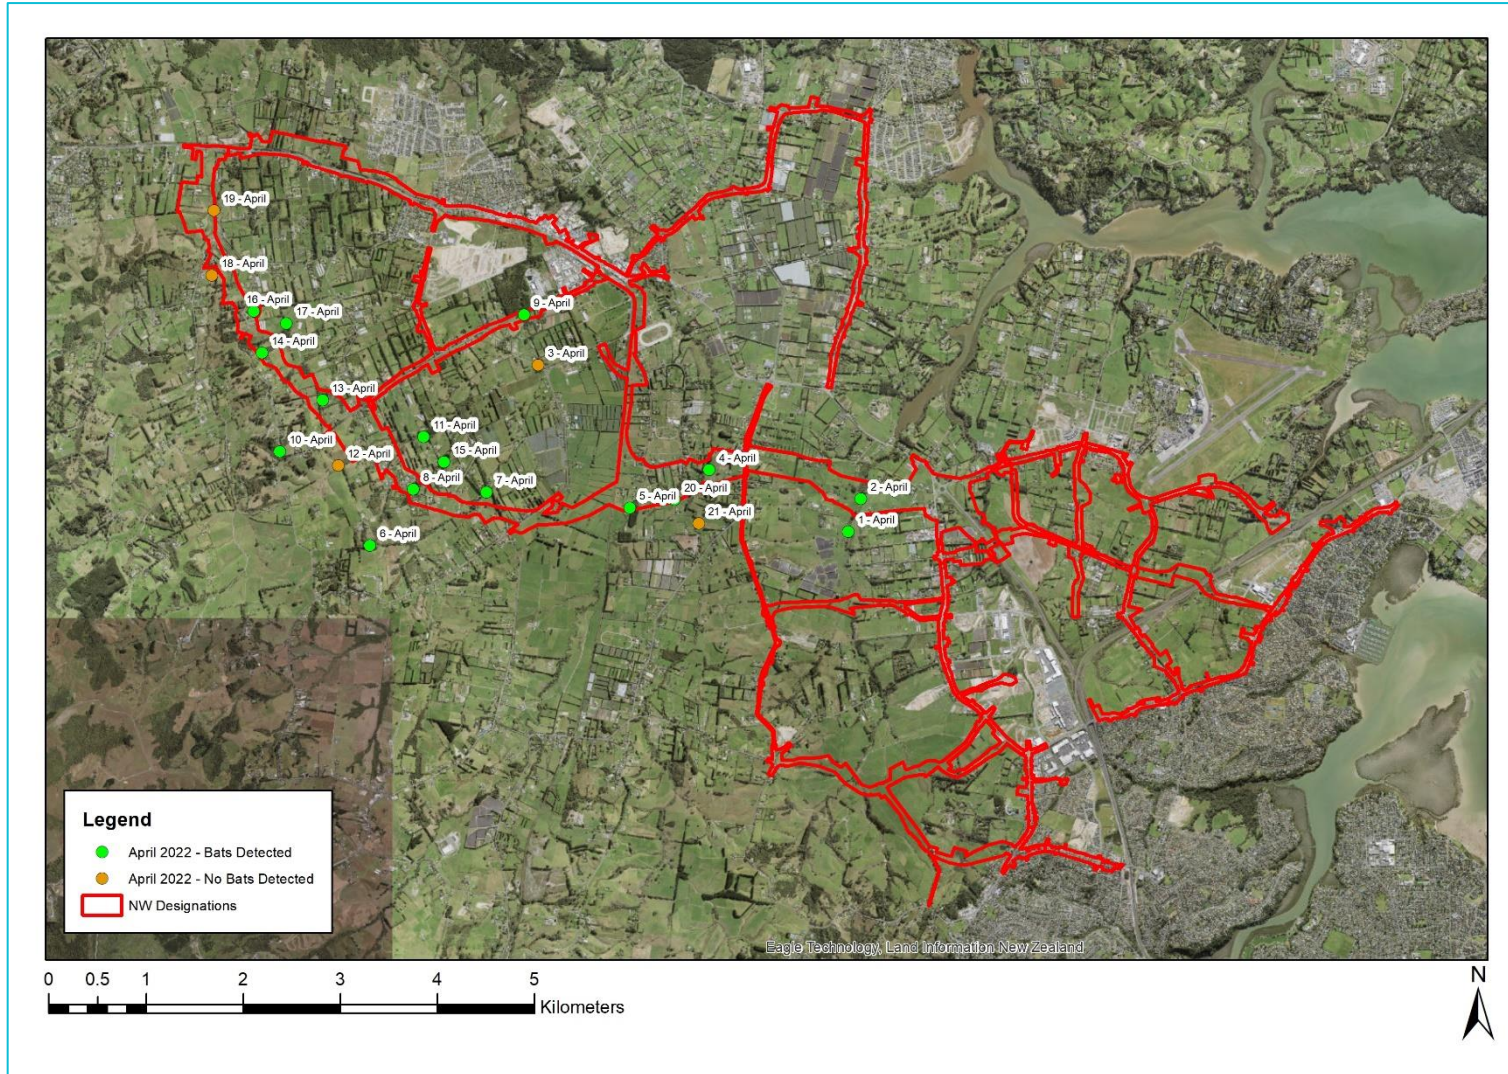 19 - April
18 - April
16 - April
17 - April
9 - April
14 - April
3 - April
13 - April
11 - April
10 - April
15 - April
12 - April
4 - April
8 - April
7 - April
20 - April
2 - April
5 - April
21 - April
1 - April
6 - April
Legend
April 2022 - Bats Detected
April 2022 - No Bats Detected
NW Designations
Eagle Technology, Land Information New Zealand
0 0.5 1 2 3 4 5
Kilometers
N